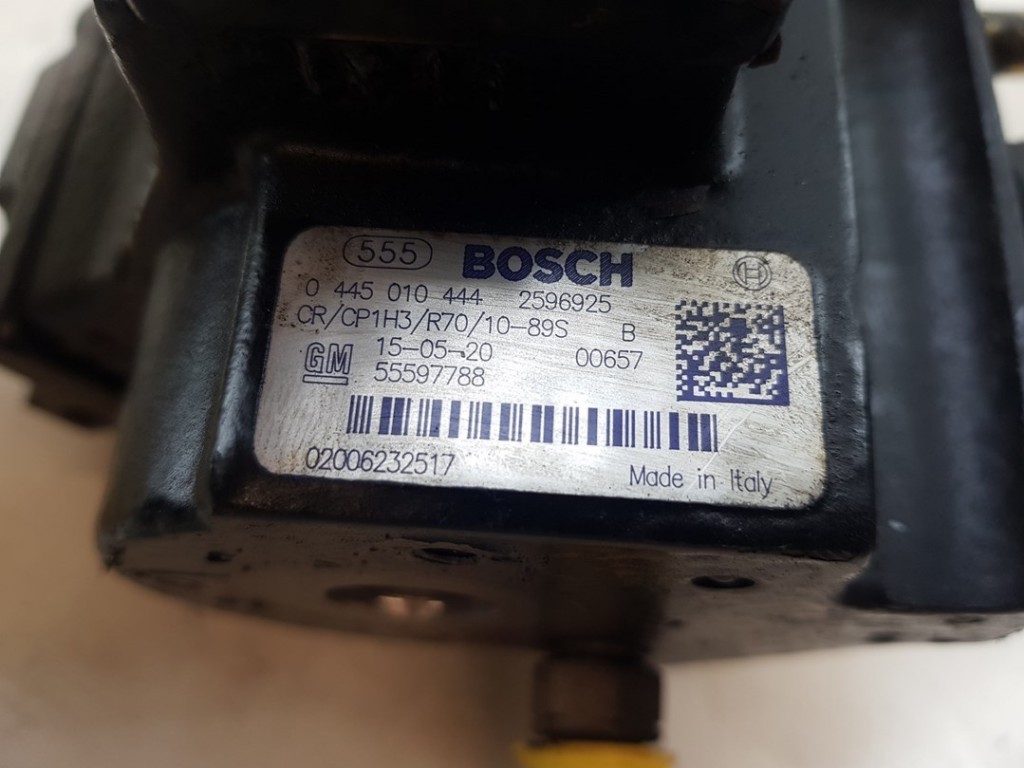 555 BOSCH
0 445 010 444 2596925
CR/CP1H3/R70/10-89S B
GM 15-05-20 00657
55597788
02006232517 Made in Italy